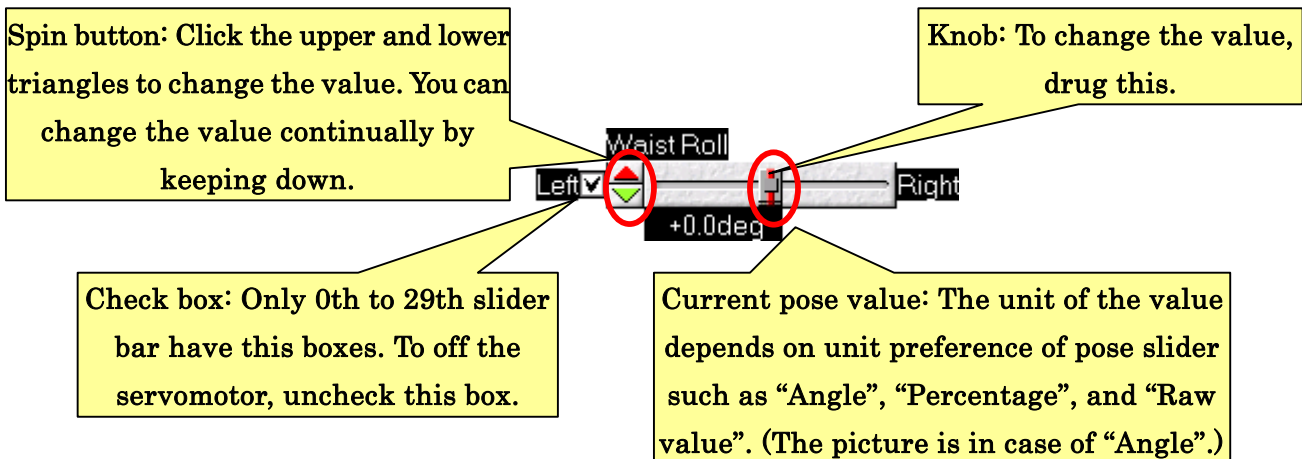 Spin button: Click the upper and lower
triangles to change the value. You can
change the value continually by
keeping down.
Knob: To change the value,
drug this.
Waist Roll
Left
Right
+0.0deg
Check box: Only 0th to 29th slider
bar have this boxes. To off the
servomotor, uncheck this box.
Current pose value: The unit of the value
depends on unit preference of pose slider
such as “Angle”, “Percentage”, and “Raw
value”. (The picture is in case of “Angle”.)